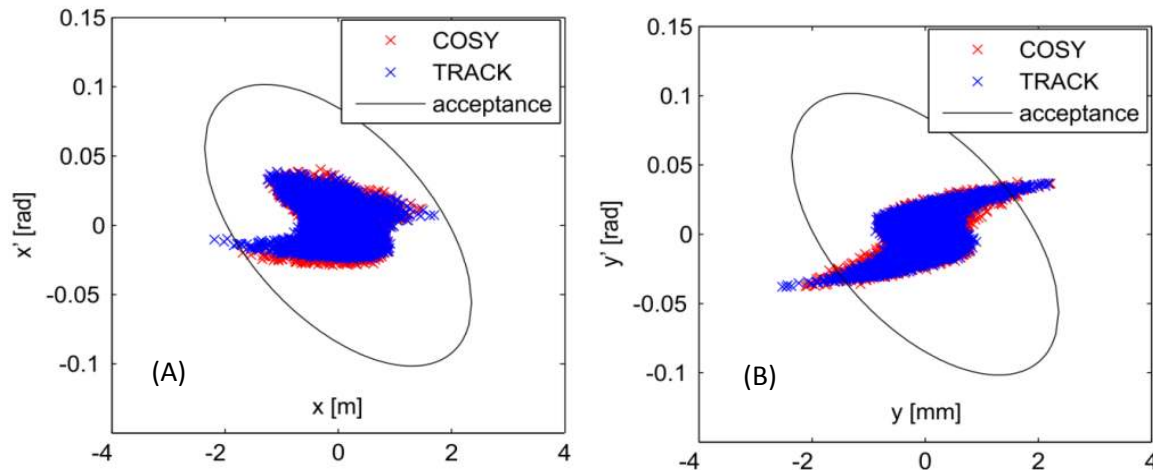 0.15
0.1
0.05
0
-0.05
-0.1
x' [rad]
COSY
TRACK
acceptance
(A)
x [m]
-4
-2
0
2
4
0.15
0.1
0.05
0
-0.05
-0.1
y' [rad]
COSY
TRACK
acceptance
(B)
y [mm]
-4
-2
0
2
4